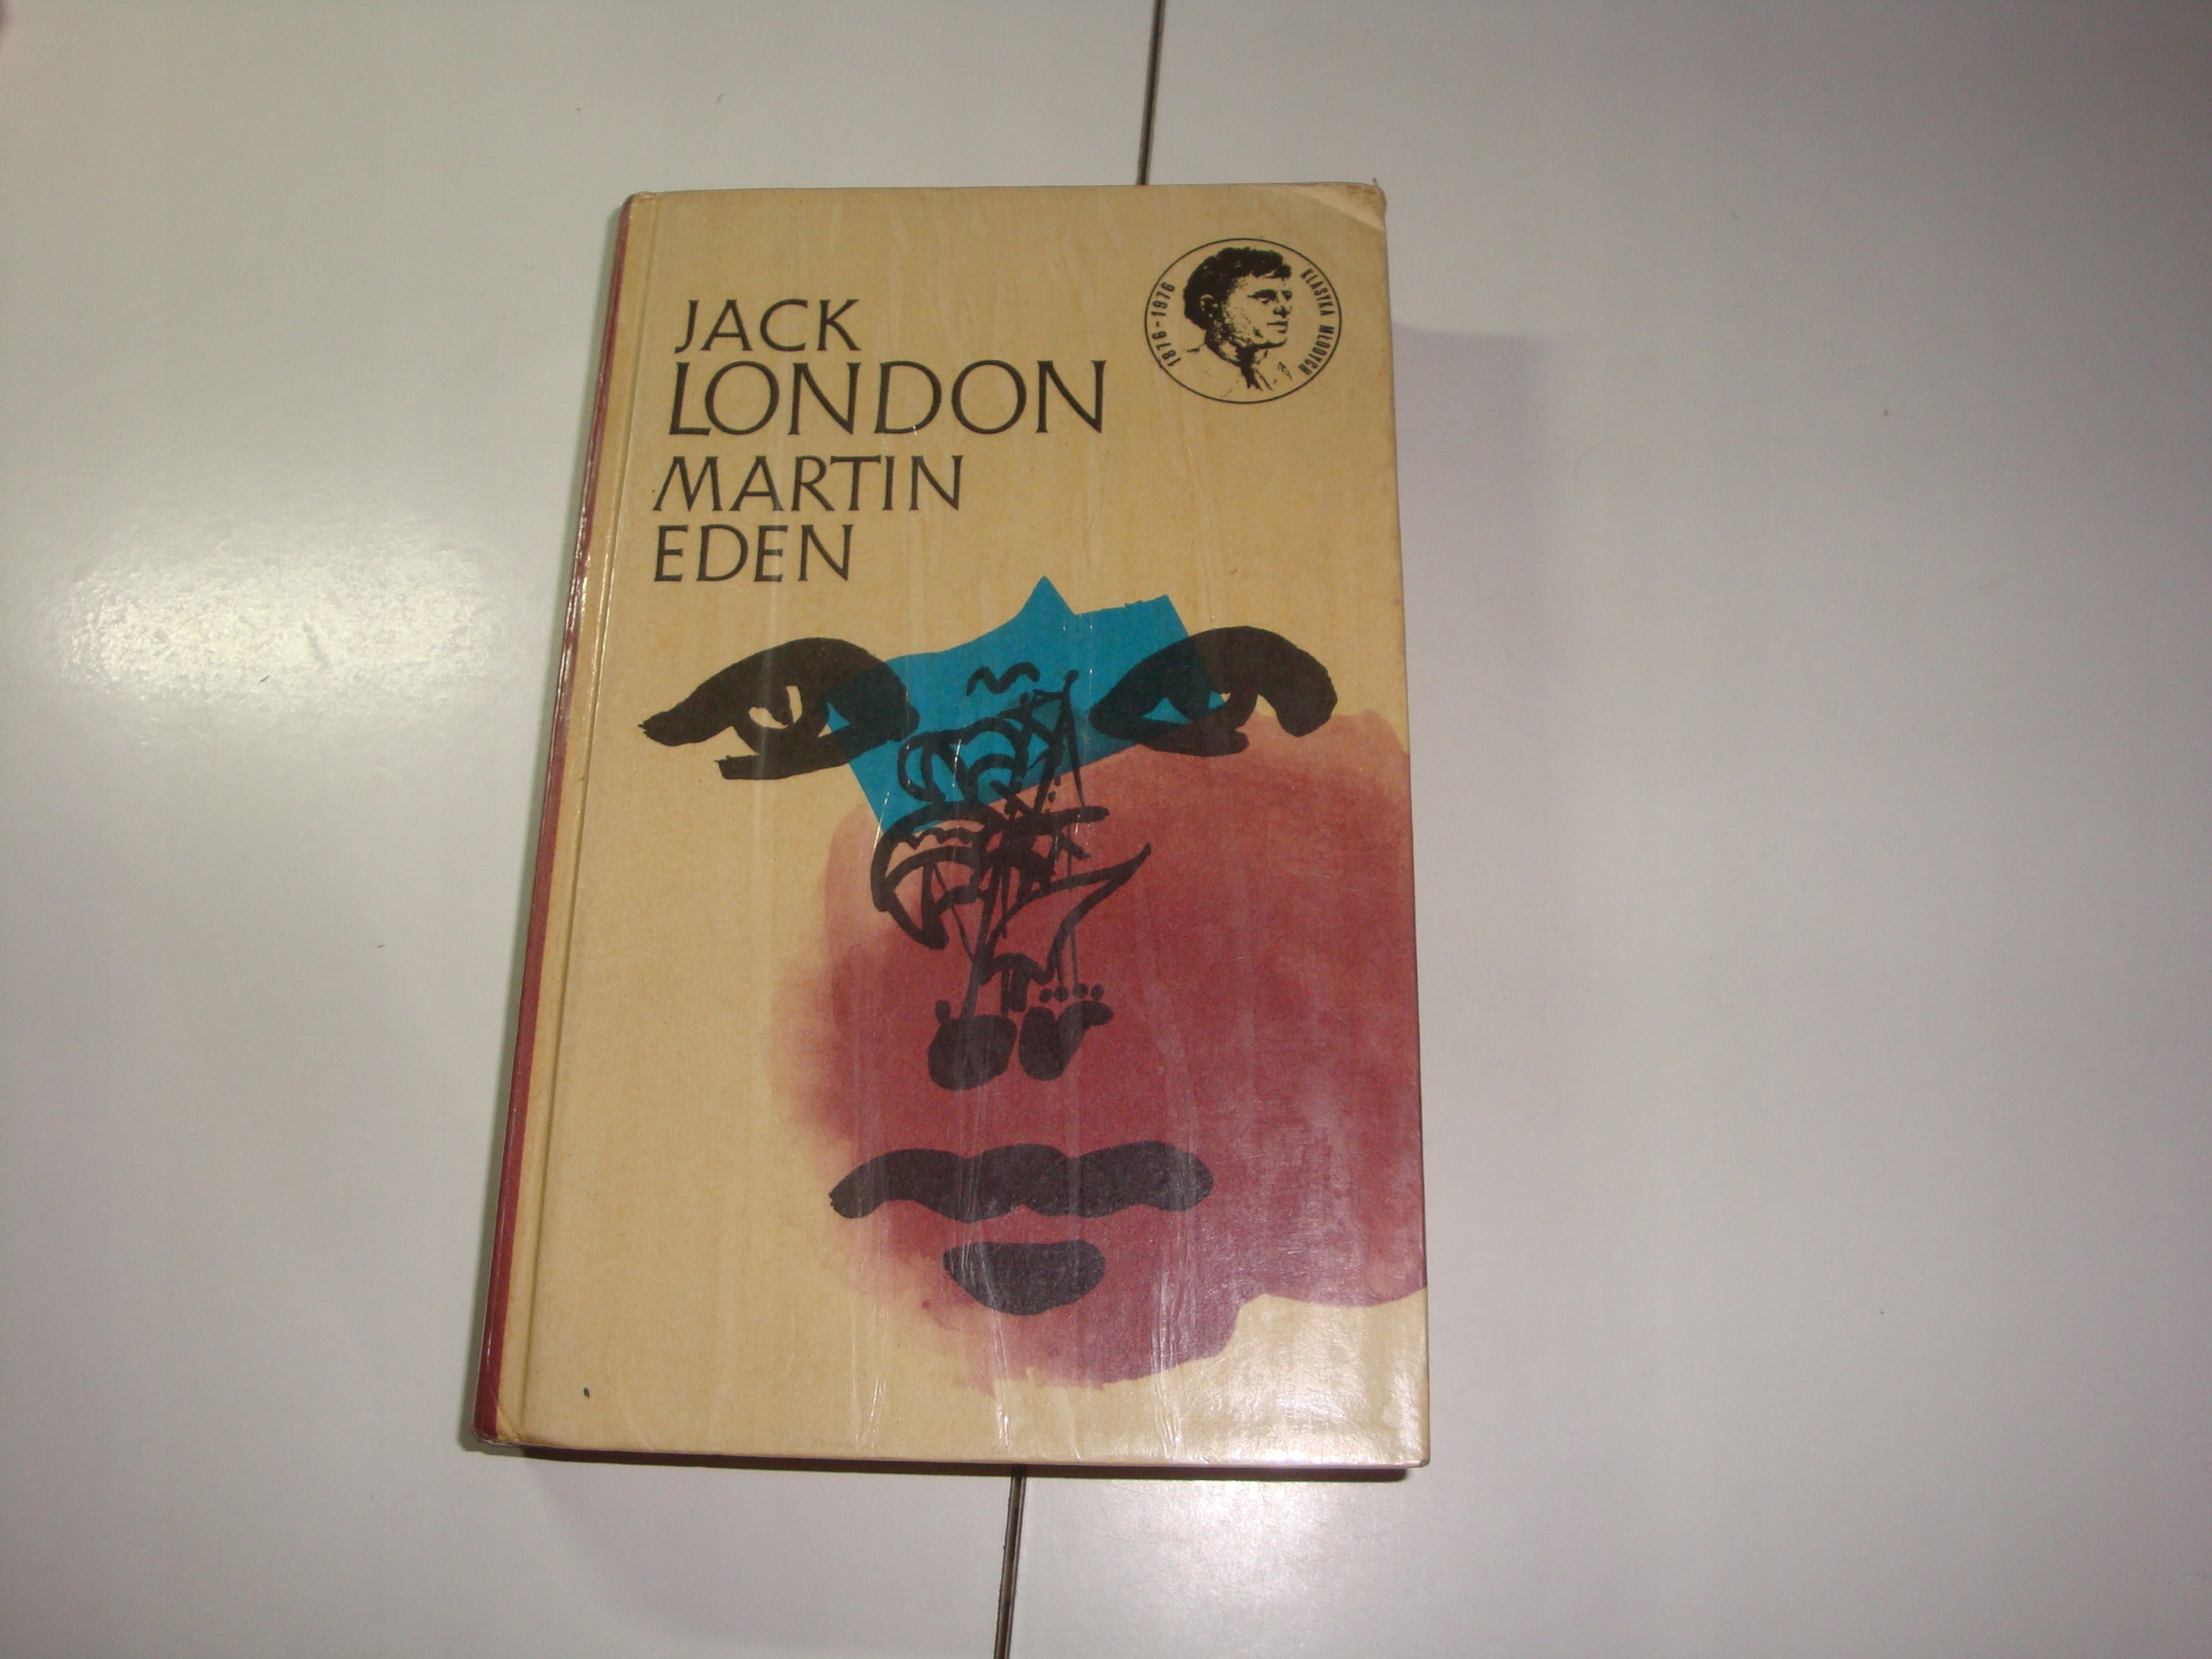 JACK
LONDON
MARTIN
EDEN
1876-1976
KLASYKA MŁODYCH